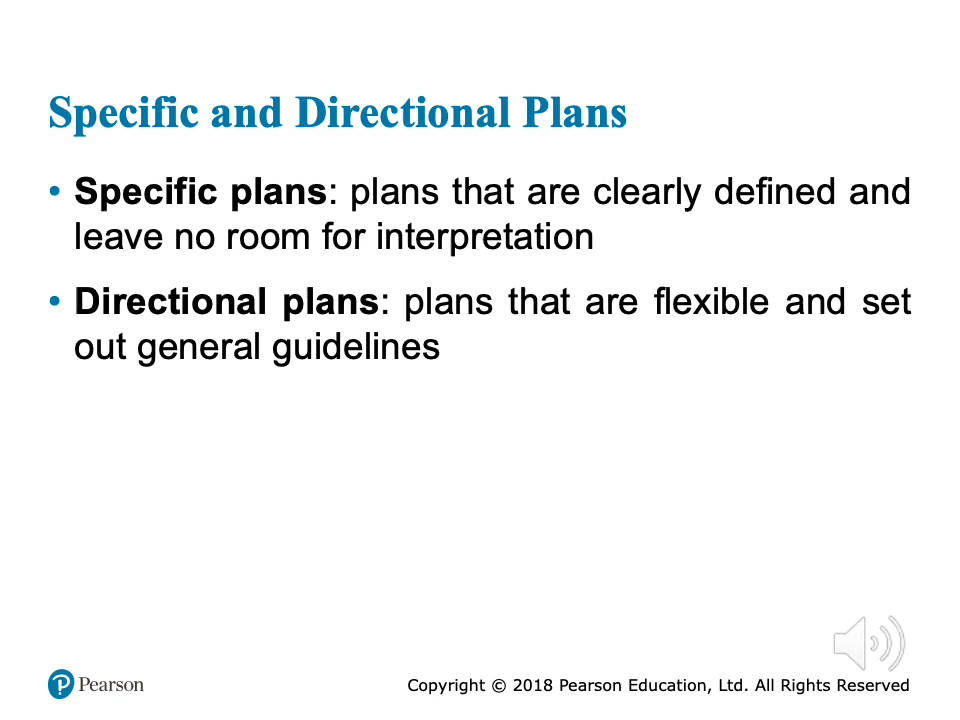 Specific and Directional Plans
• Specific plans: plans that are clearly defined and
leave no room for interpretation
• Directional plans: plans that are flexible and set
out general guidelines
Pearson
Copyright © 2018 Pearson Education, Ltd. All Rights Reserved